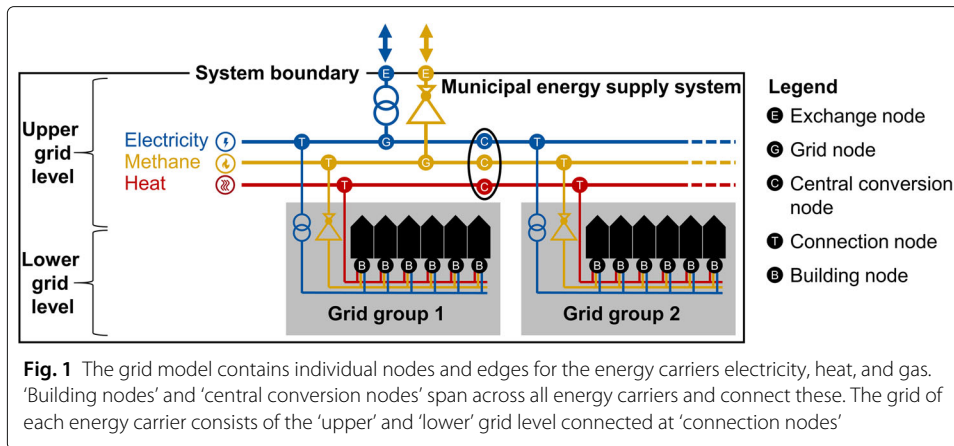 E E
System boundary
Municipal energy supply system
Upper
grid
level
Electricity T G C T
Methane T G C T
Heat T C T
Lower
grid
level
B B B B B B
B B B B B B
Grid group 1
Grid group 2
Legend
E Exchange node
G Grid node
C Central conversion
node
T Connection node
B Building node
Fig. 1 The grid model contains individual nodes and edges for the energy carriers electricity, heat, and gas.
‘Building nodes’ and ‘central conversion nodes’ span across all energy carriers and connect these. The grid of
each energy carrier consists of the ‘upper’ and ‘lower’ grid level connected at ‘connection nodes’